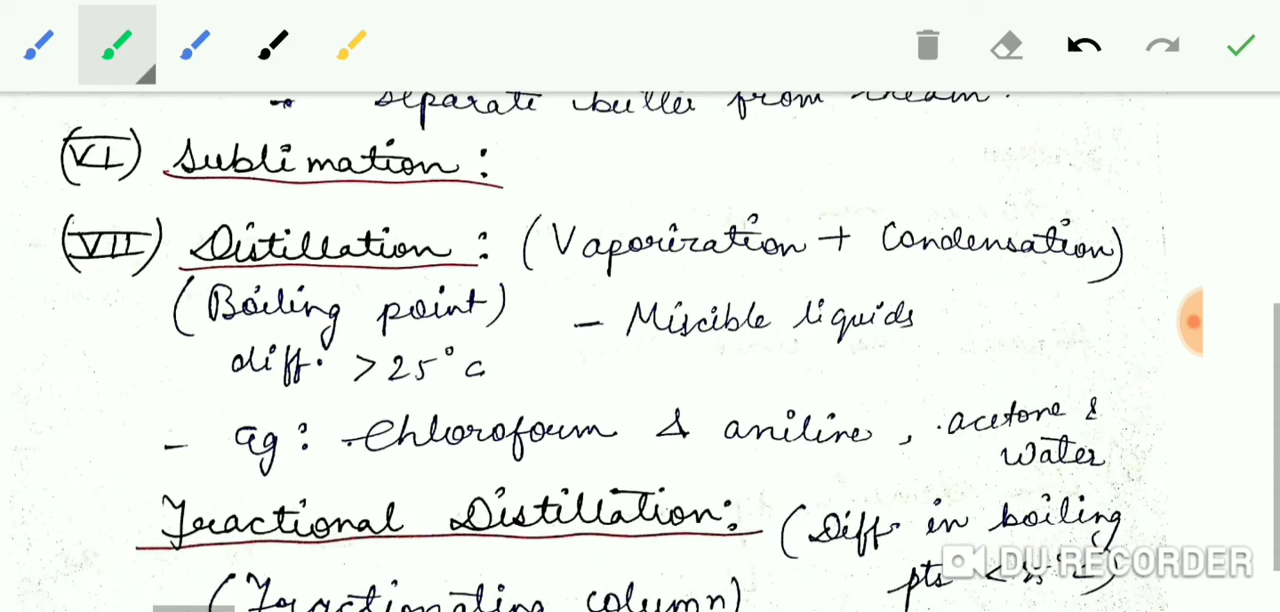 separate butter from cream.
(VI) Sublimation :
(VII) Distillation : (Vaporization + Condensation)
(Boiling point) - Miscible liquids
diff. > 25°C
- Eg : Chloroform & aniline, acetone &
water
Fractional Distillation: (Diff. in boiling
pts <
(Fractionating column)
DU RECORDER